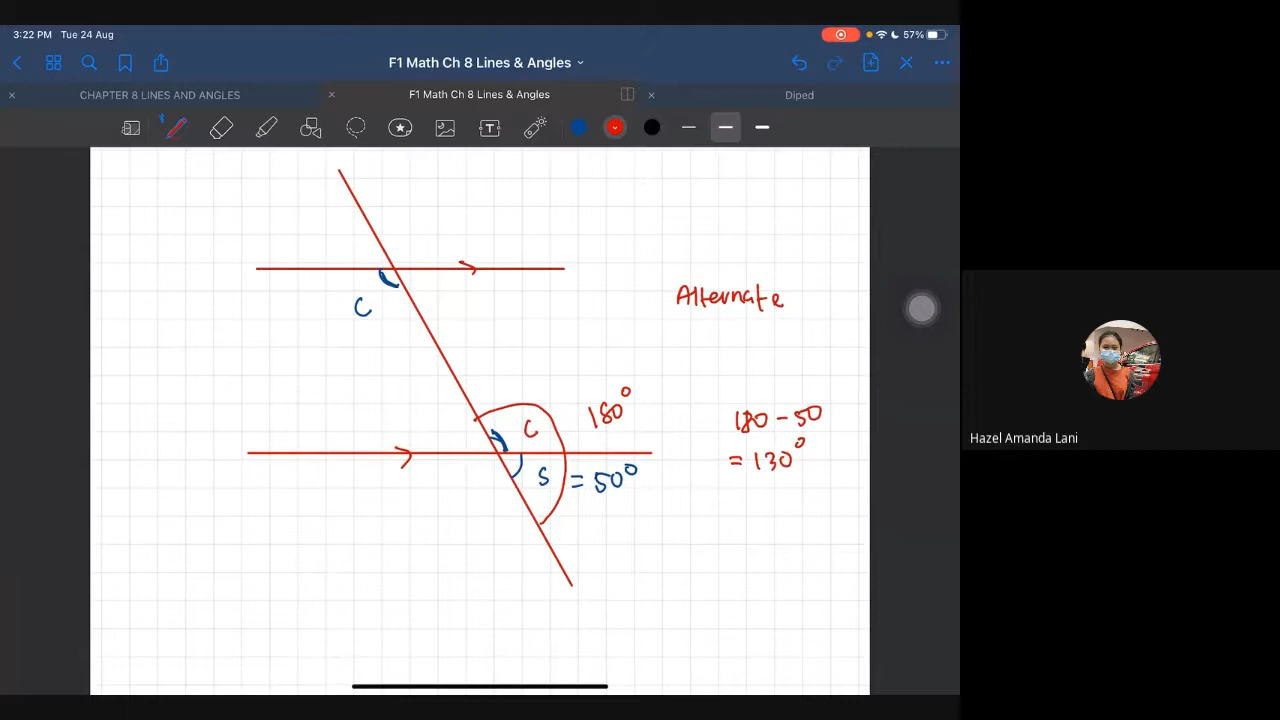 3:22 PM Tue 24 Aug
57%
F1 Math Ch 8 Lines & Angles
CHAPTER 8 LINES AND ANGLES
F1 Math Ch 8 Lines & Angles
Diped
C
Alternate
C
180°
180 - 50
= 130°
S = 50°
Hazel Amanda Lani